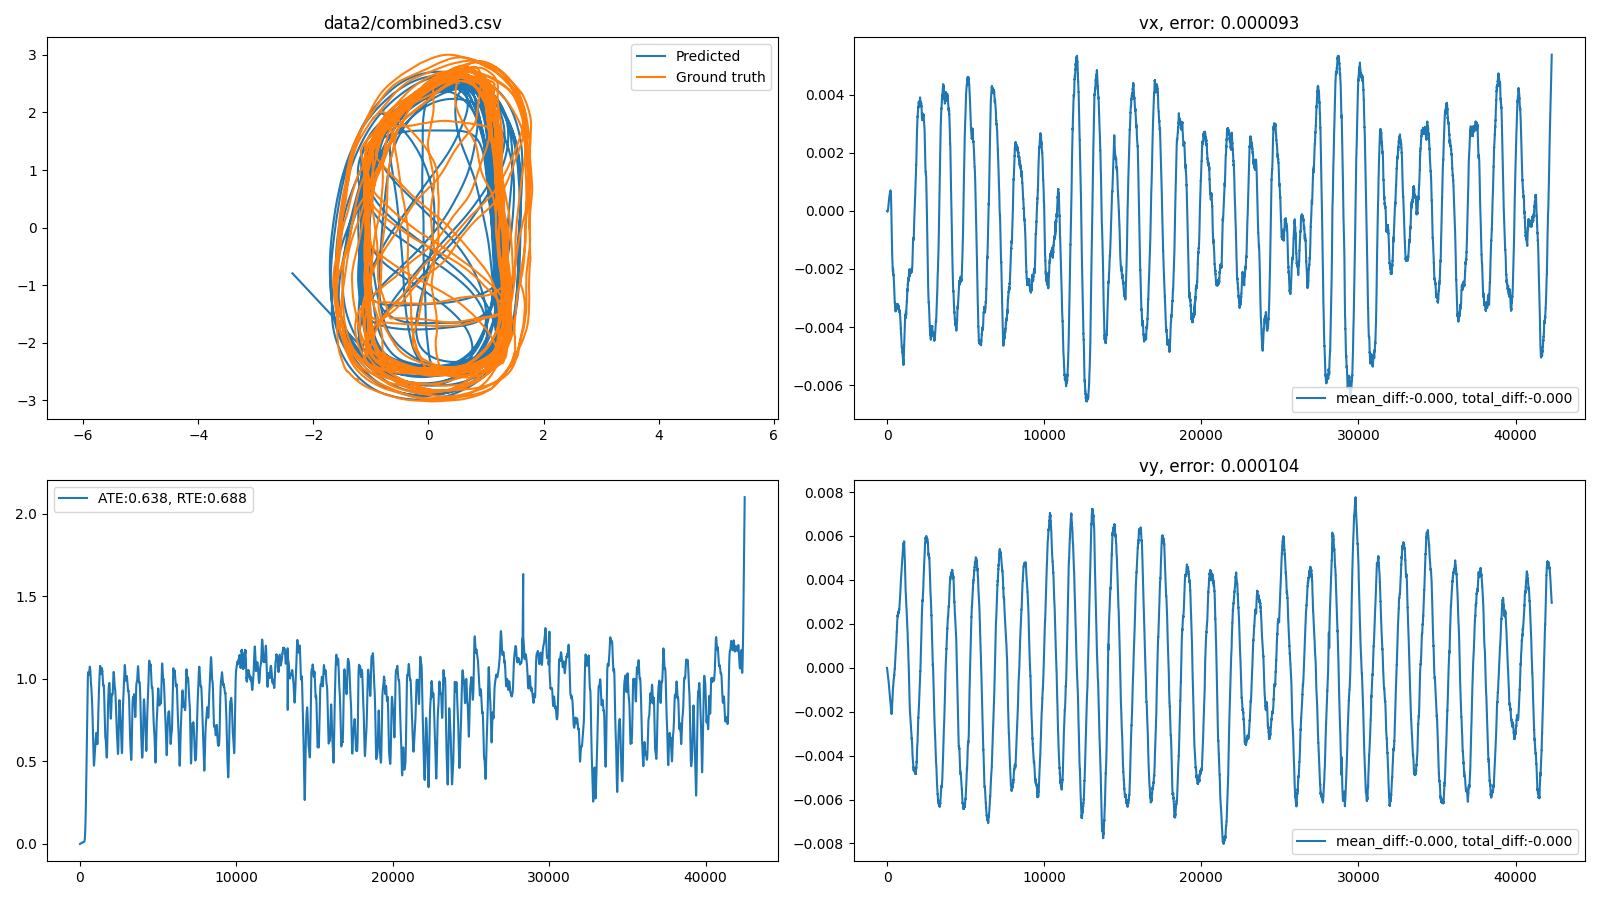 data2/combined3.csv
Predicted
Ground truth
3
2
1
0
−1
−2
−3
−6 −4 −2 0 2 4 6
vx, error: 0.000093
0.004
0.002
0.000
−0.002
−0.004
−0.006
mean_diff:-0.000, total_diff:-0.000
0 10000 20000 30000 40000
ATE:0.638, RTE:0.688
2.0
1.5
1.0
0.5
0.0
0 10000 20000 30000 40000
vy, error: 0.000104
0.008
0.006
0.004
0.002
0.000
−0.002
−0.004
−0.006
−0.008
mean_diff:-0.000, total_diff:-0.000
0 10000 20000 30000 40000